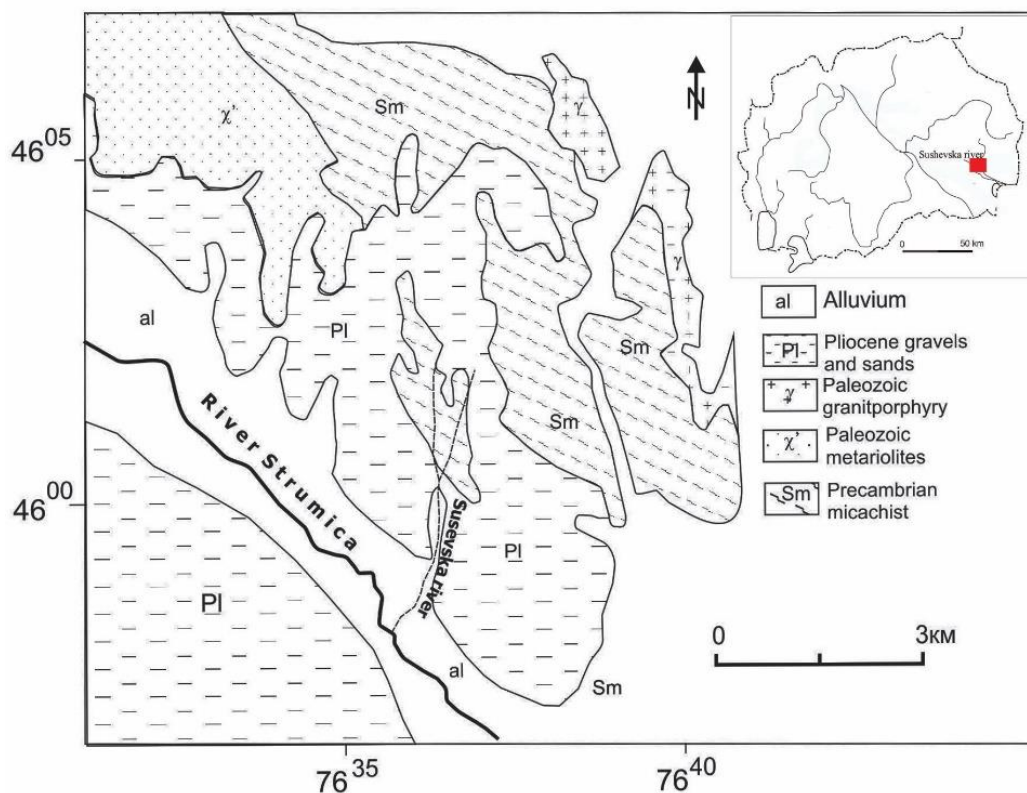 Sm
γ
χ'
N
46⁰⁵
Sushevska river
0 50 km
al
Alluvium
γ
al
Pl
Pl
Pliocene gravels
and sands
Sm
γ
Paleozoic
granitporphyry
River Strumica
Sm
χ'
Paleozoic
metariolites
46⁰⁰
Susevska river
Sm
Precambrian
micachist
Pl
Pl
0 3км
al
Sm
76³⁵
76⁴⁰